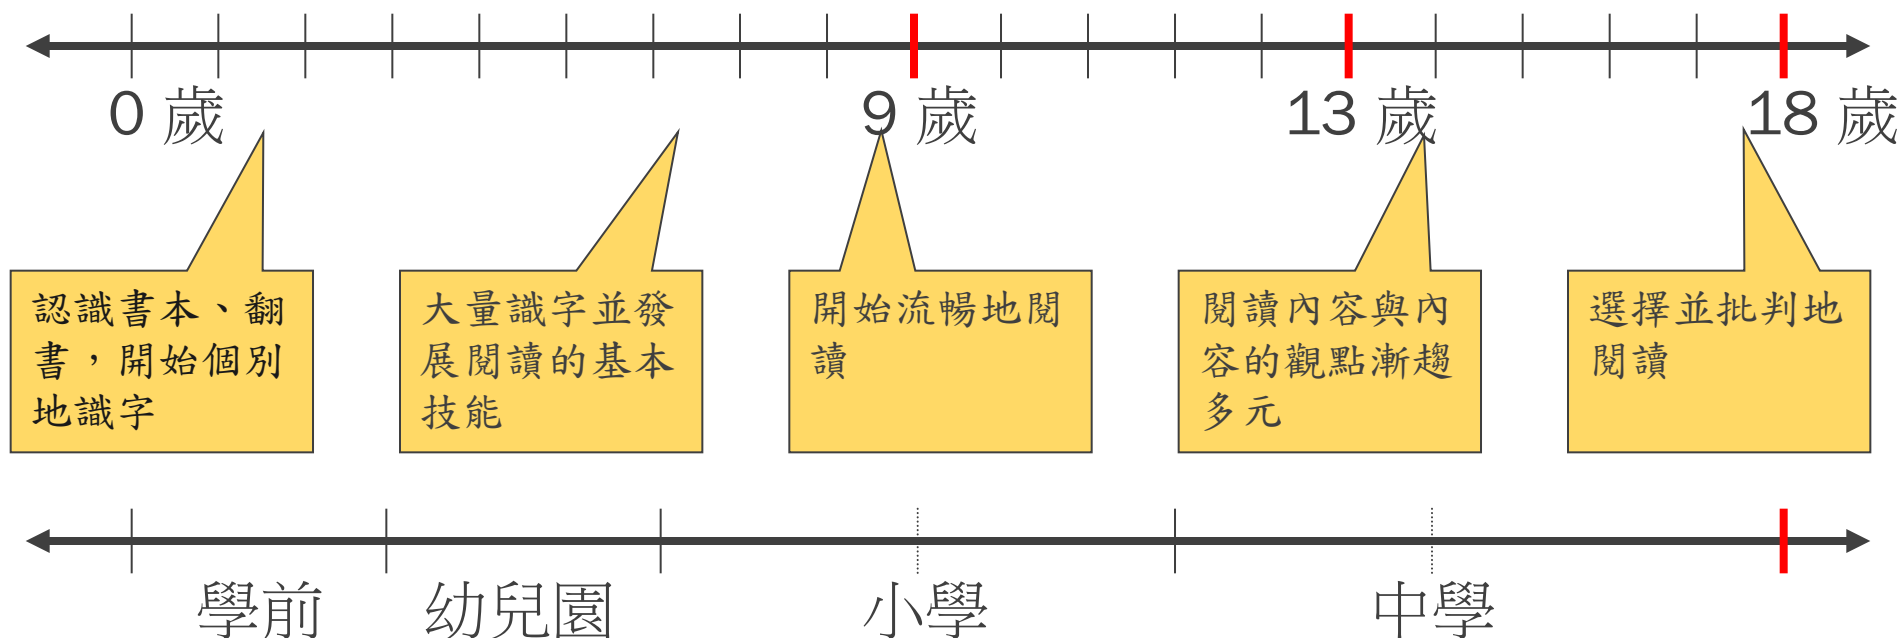 0 歲
9 歲
13 歲
18 歲
認識書本、翻
書，開始個別
地識字
大量識字並發
展閱讀的基本
技能
開始流暢地閱
讀
閱讀內容與內
容的觀點漸趨
多元
選擇並批判地
閱讀
學前
幼兒園
小學
中學